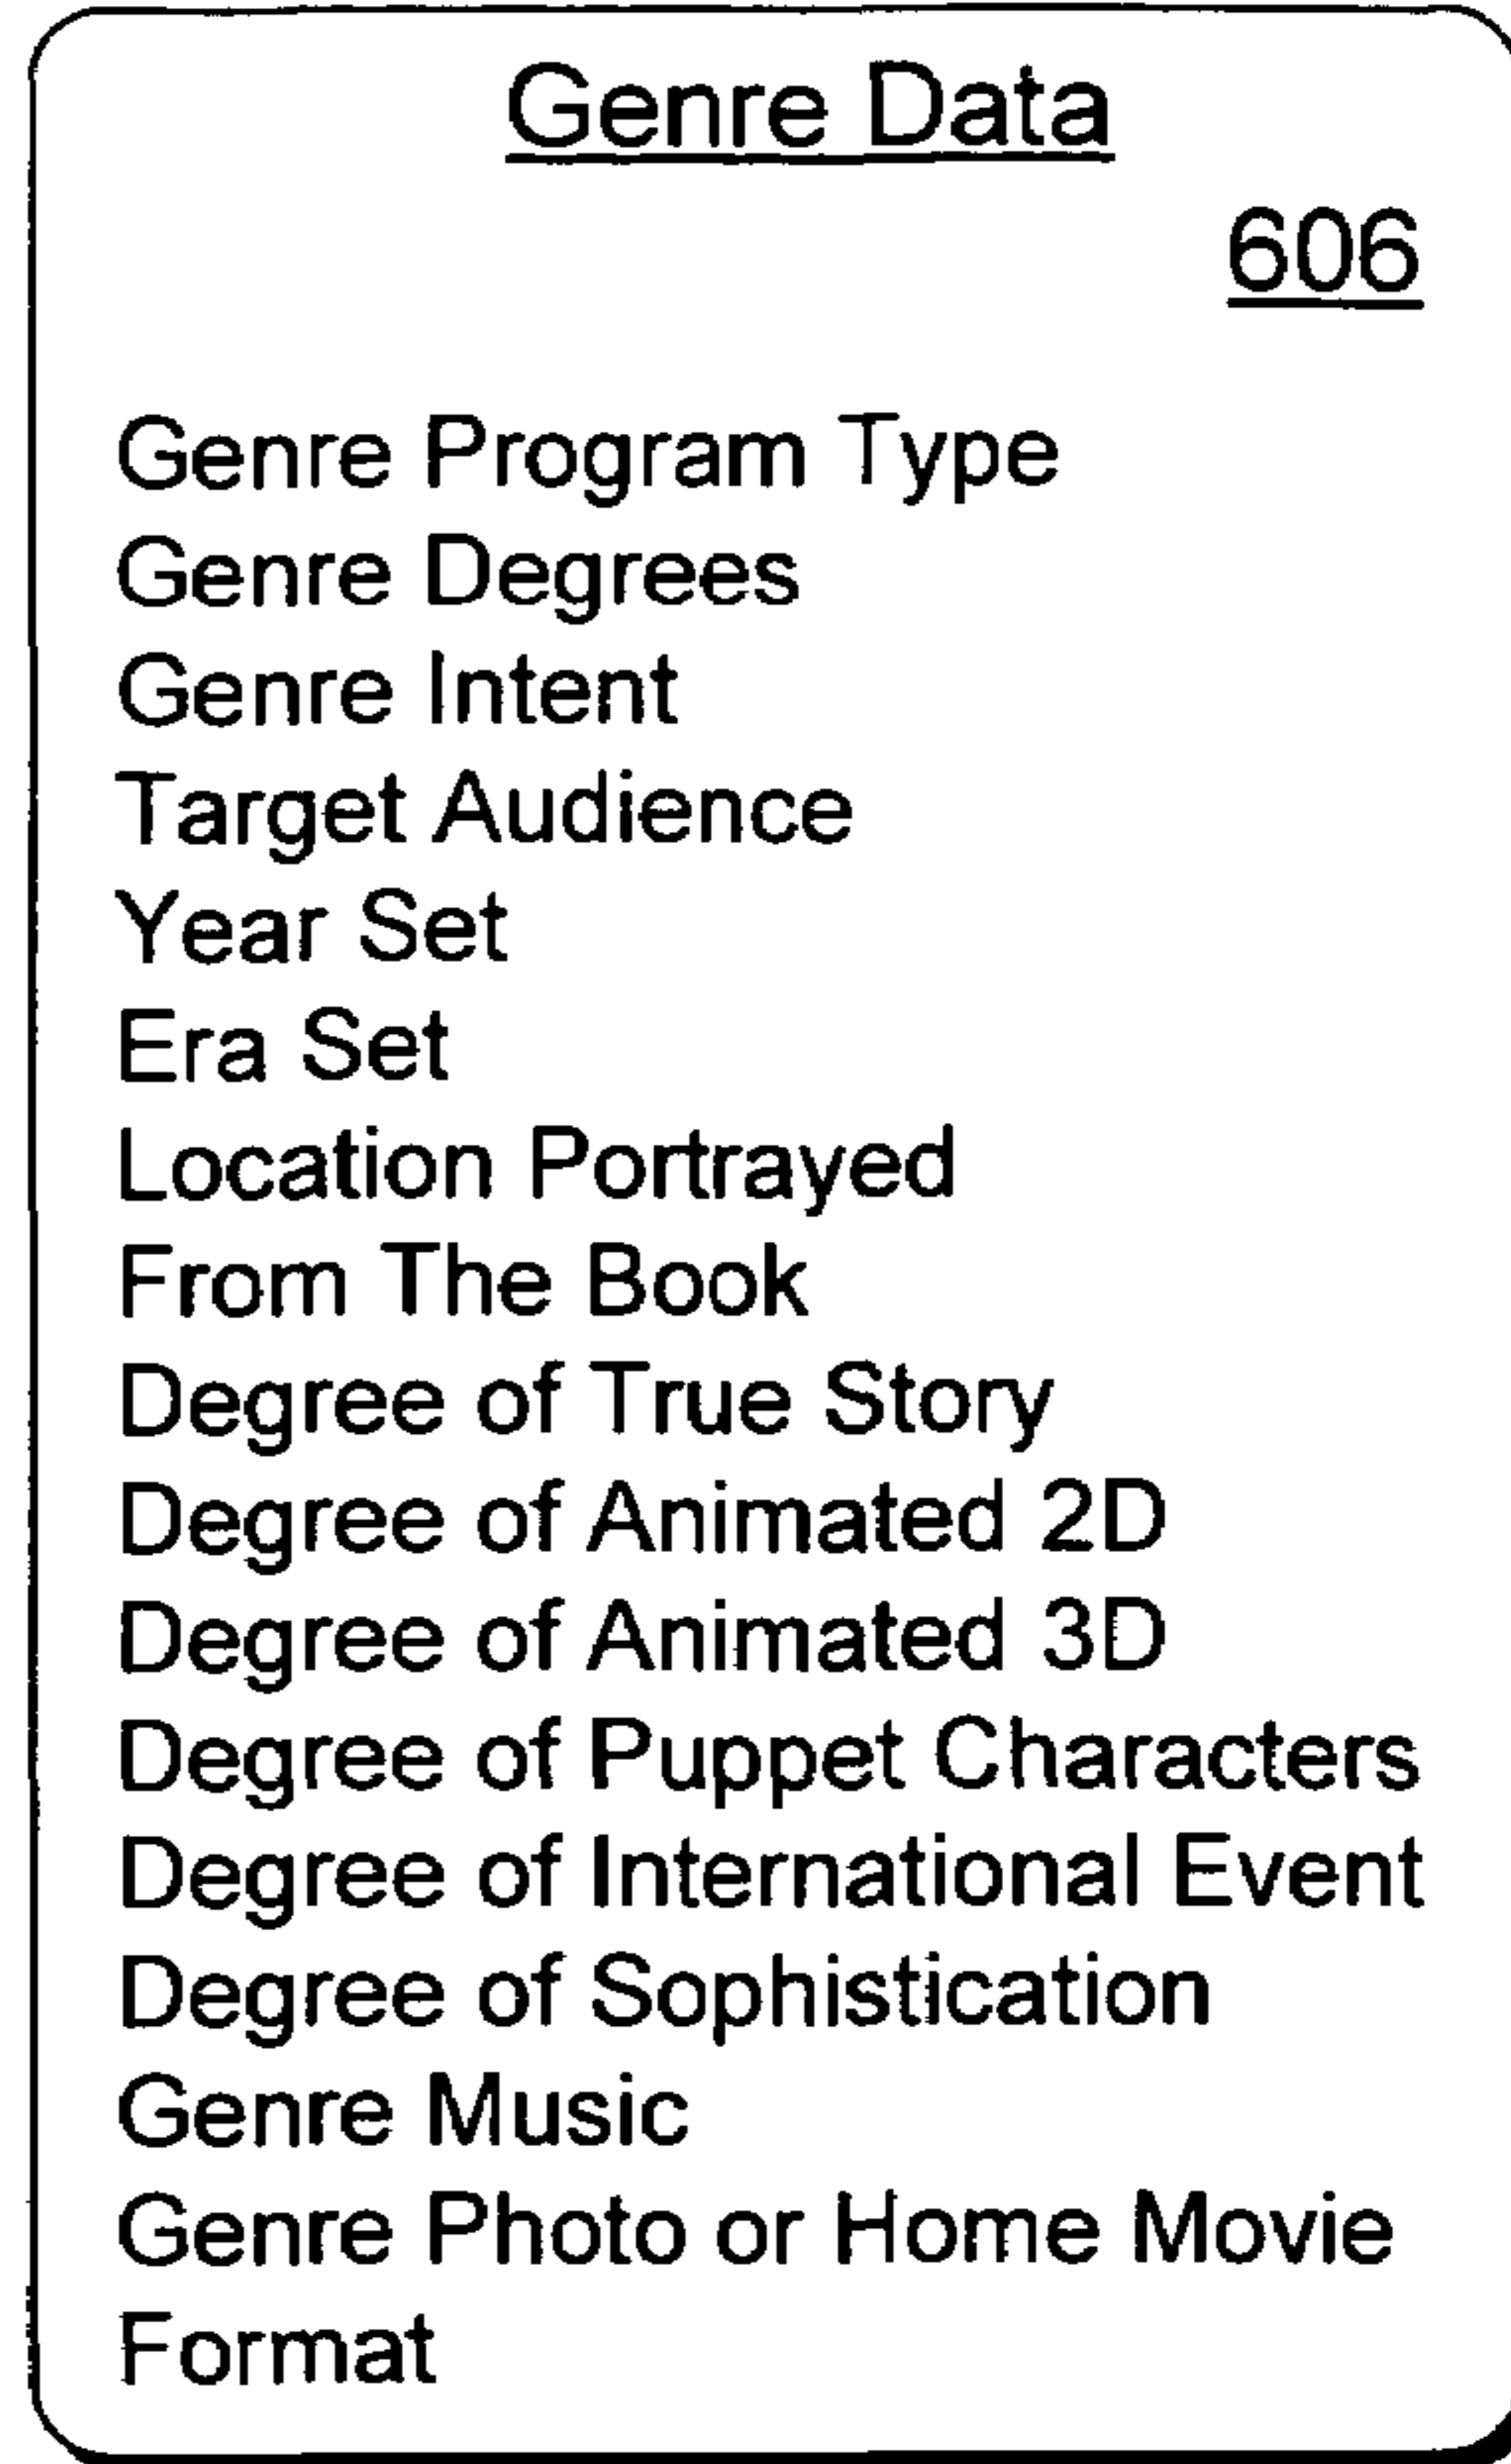 Genre Data
606
Genre Program Type
Genre Degrees
Genre Intent
Target Audience
Year Set
Era Set
Location Portrayed
From The Book
Degree of True Story
Degree of Animated 2D
Degree of Animated 3D
Degree of Puppet Characters
Degree of International Event
Degree of Sophistication
Genre Music
Genre Photo or Home Movie
Format